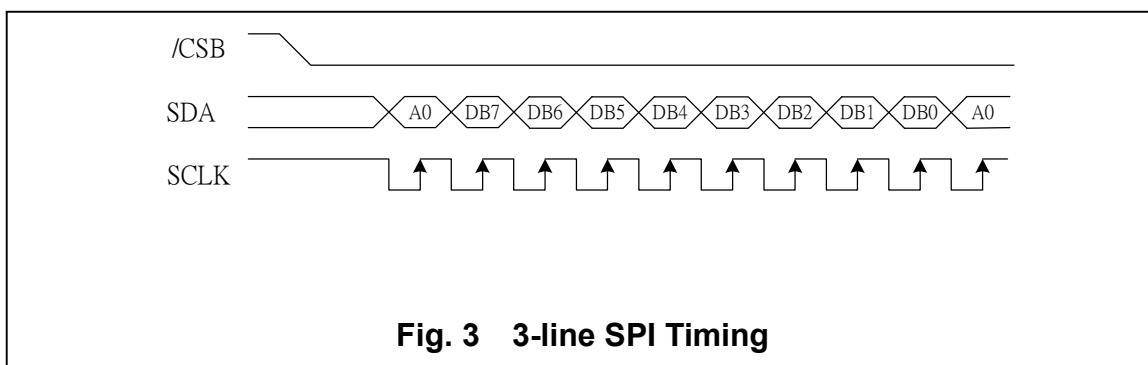 /CSB
SDA A0 DB7 DB6 DB5 DB4 DB3 DB2 DB1 DB0 A0
SCLK
Fig. 3 3-line SPI Timing